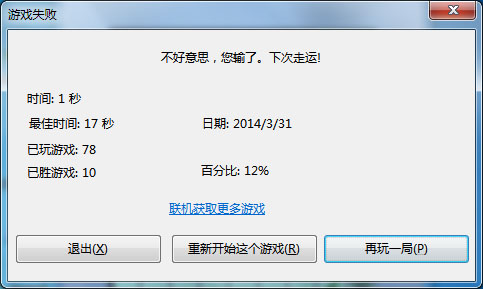 游戏失败
不好意思，您输了。下次走运!
时间: 1 秒
最佳时间: 17 秒 日期: 2014/3/31
已玩游戏: 78
已胜游戏: 10 百分比: 12%
联机获取更多游戏
退出(X) 重新开始这个游戏(R) 再玩一局(P)